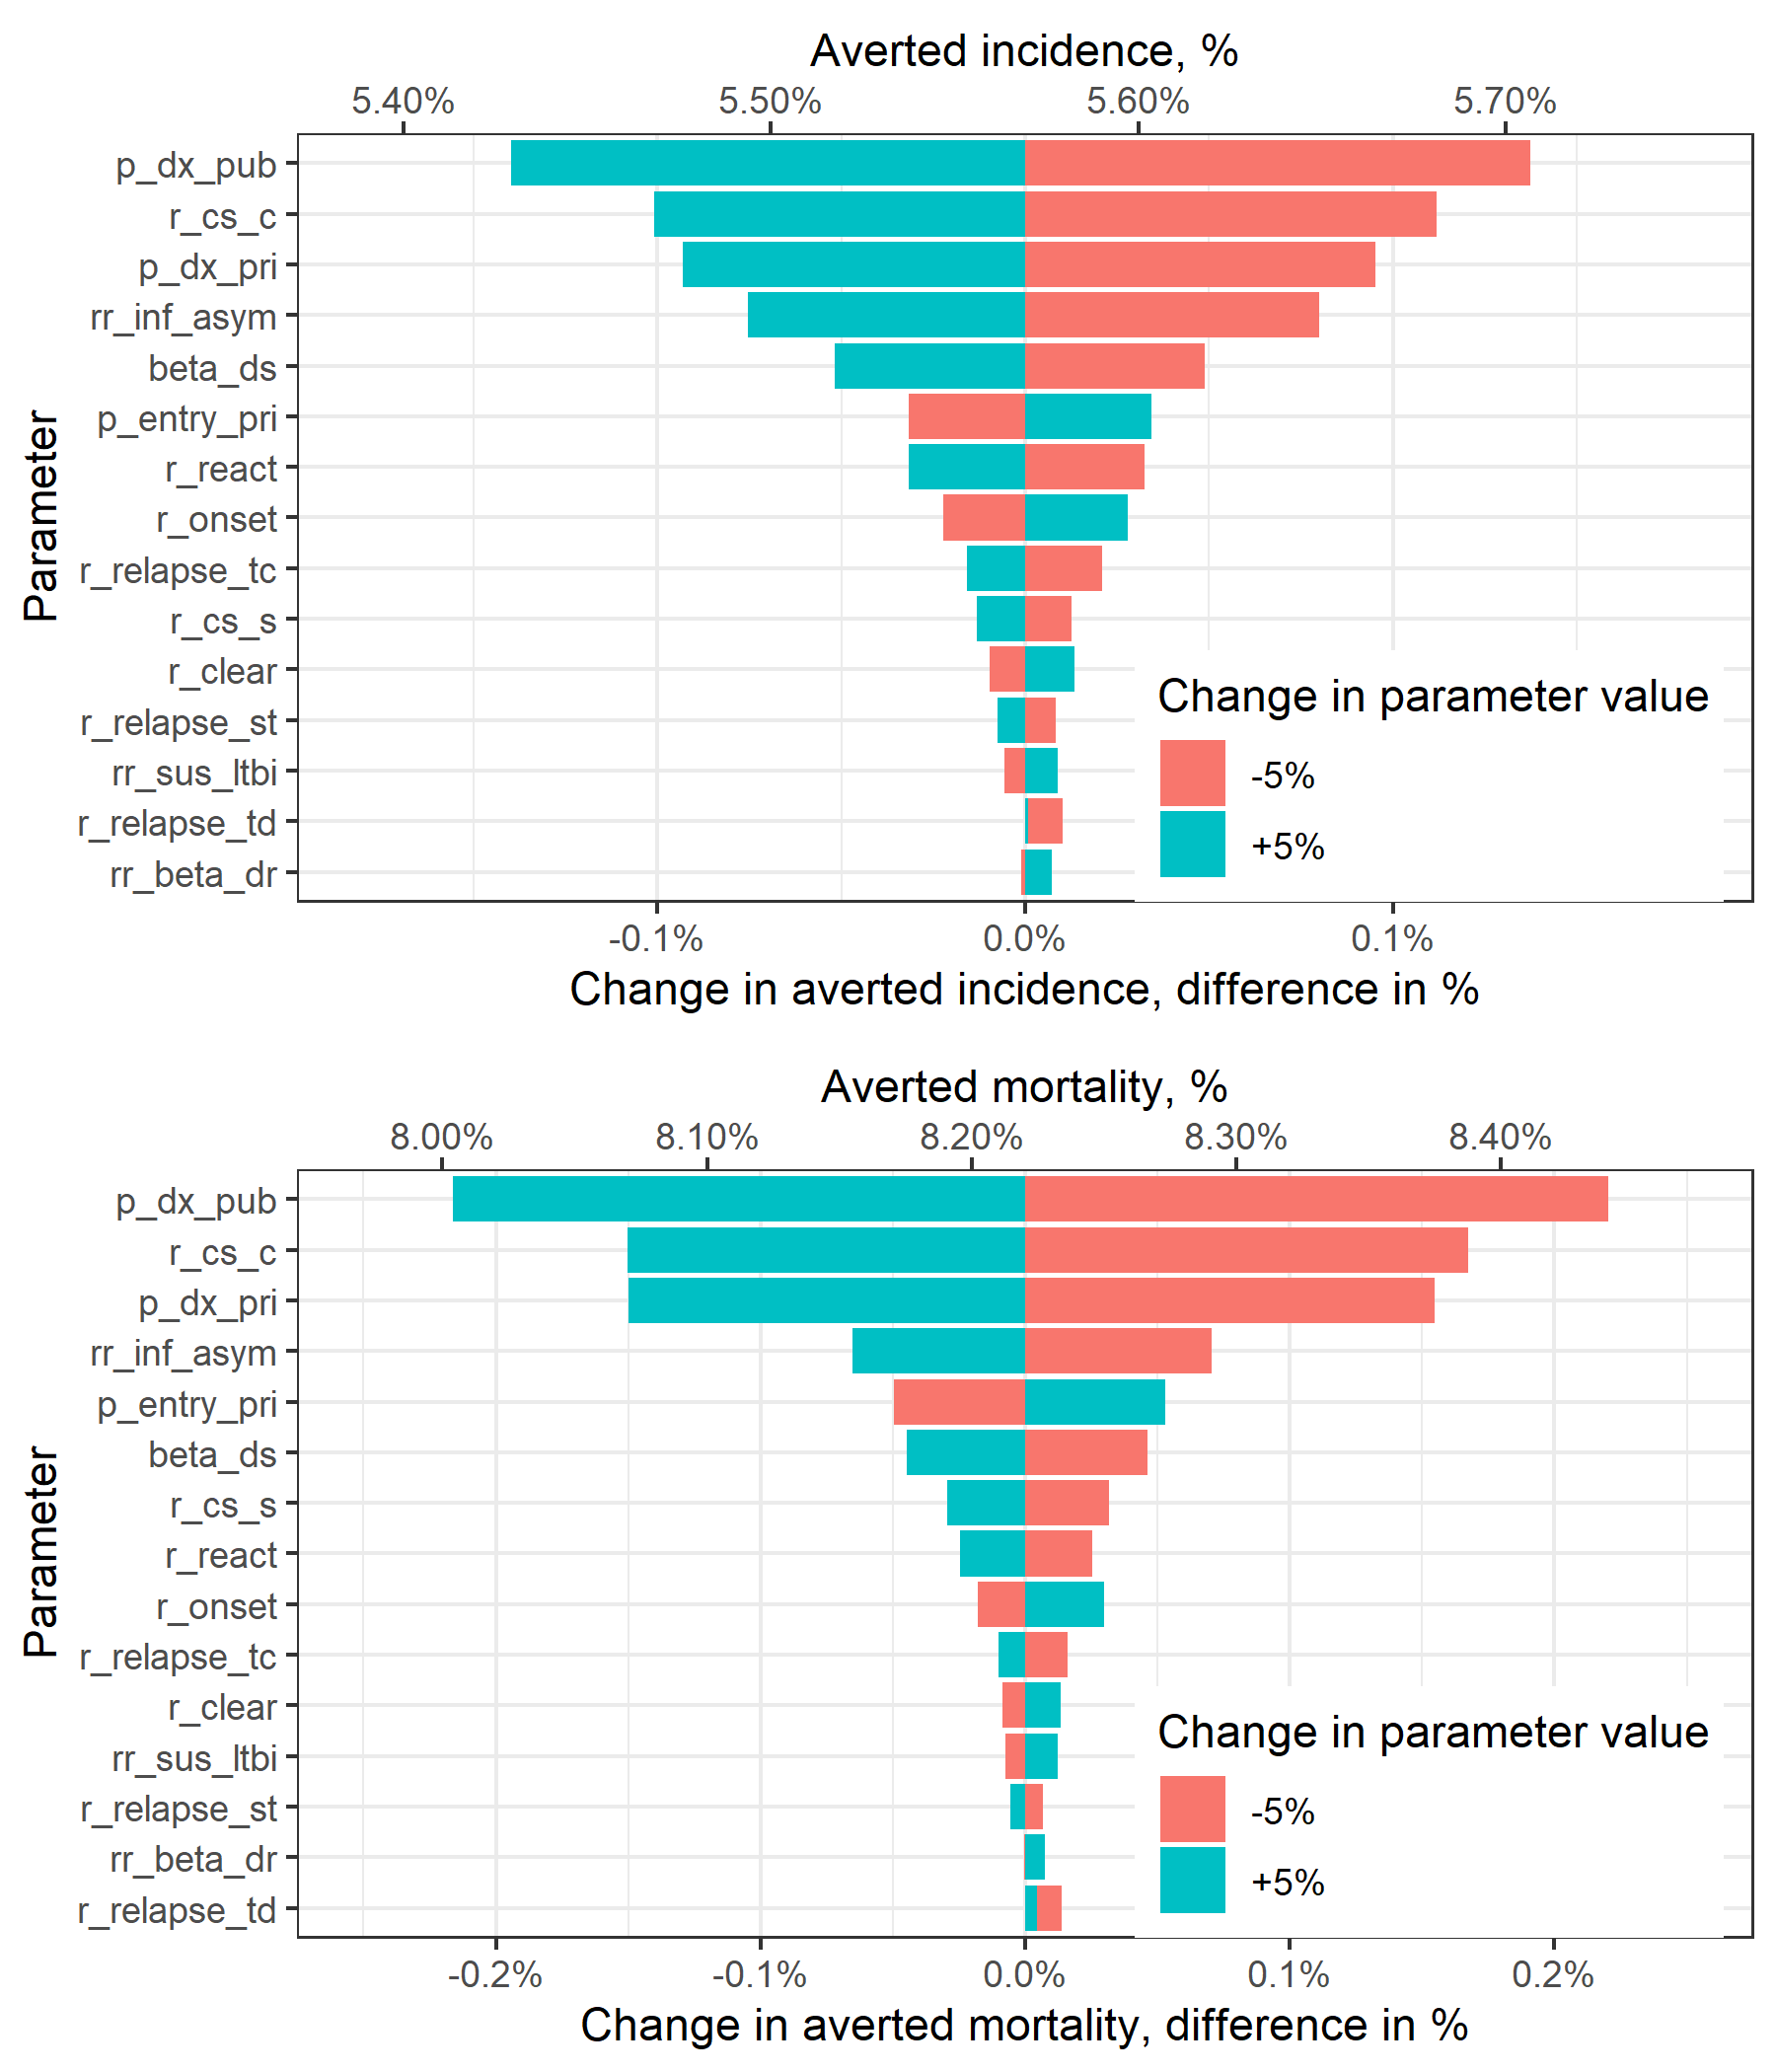 Averted incidence, %
5.40% 5.50% 5.60% 5.70%
Parameter
p_dx_pub
r_cs_c
p_dx_pri
rr_inf_asym
beta_ds
p_entry_pri
r_react
r_onset
r_relapse_tc
r_cs_s
r_clear
r_relapse_st
rr_sus_ltbi
r_relapse_td
rr_beta_dr
Change in parameter value
-5%
+5%
-0.1% 0.0% 0.1%
Change in averted incidence, difference in %
Averted mortality, %
8.00% 8.10% 8.20% 8.30% 8.40%
Parameter
p_dx_pub
r_cs_c
p_dx_pri
rr_inf_asym
p_entry_pri
beta_ds
r_cs_s
r_react
r_onset
r_relapse_tc
r_clear
rr_sus_ltbi
r_relapse_st
rr_beta_dr
r_relapse_td
Change in parameter value
-5%
+5%
-0.2% -0.1% 0.0% 0.1% 0.2%
Change in averted mortality, difference in %